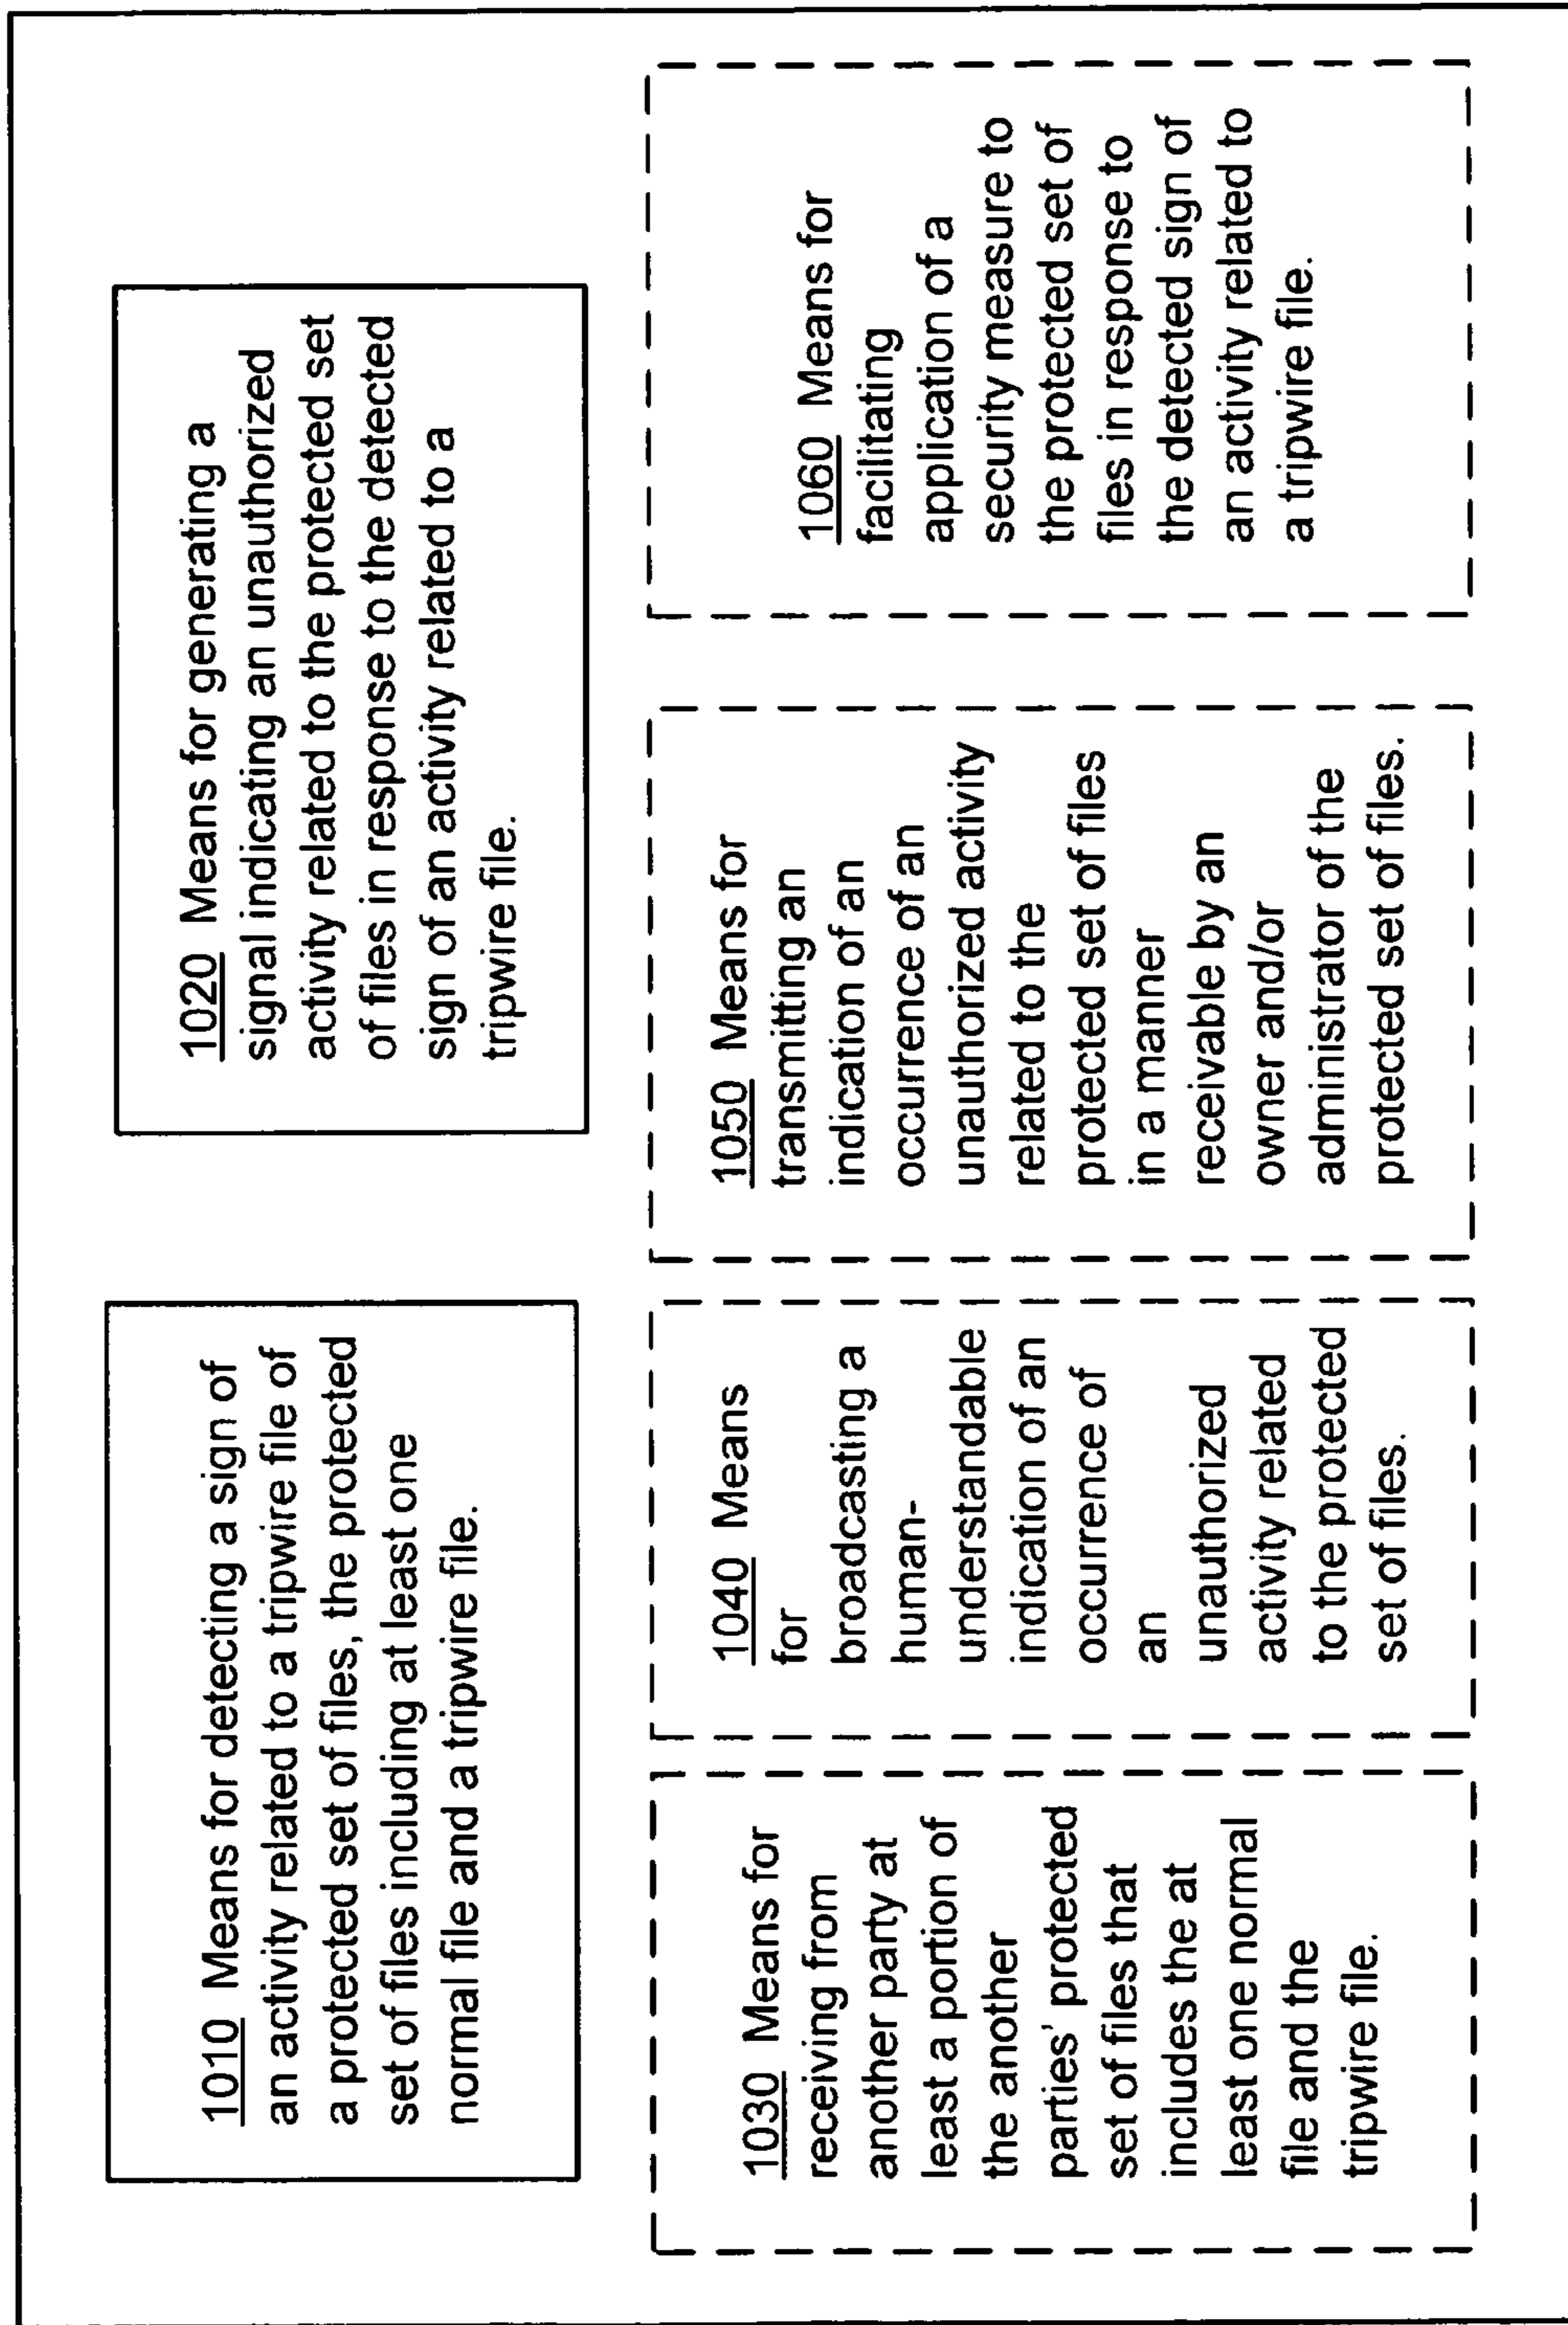 1010 Means for detecting a sign of
an activity related to a tripwire file of
a protected set of files, the protected
set of files including at least one
normal file and a tripwire file.
1020 Means for generating a
signal indicating an unauthorized
activity related to the protected set
of files in response to the detected
sign of an activity related to a
tripwire file.
1030 Means for
receiving from
another party at
least a portion of
the another
parties' protected
set of files that
includes the at
least one normal
file and the
tripwire file.
1040 Means
for
broadcasting a
human-
understandable
indication of an
occurrence of
an
unauthorized
activity related
to the protected
set of files.
1050 Means for
transmitting an
indication of an
occurrence of an
unauthorized activity
related to the
protected set of files
in a manner
receivable by an
owner and/or
administrator of the
protected set of files.
1060 Means for
facilitating
application of a
security measure to
the protected set of
files in response to
the detected sign of
an activity related to
a tripwire file.